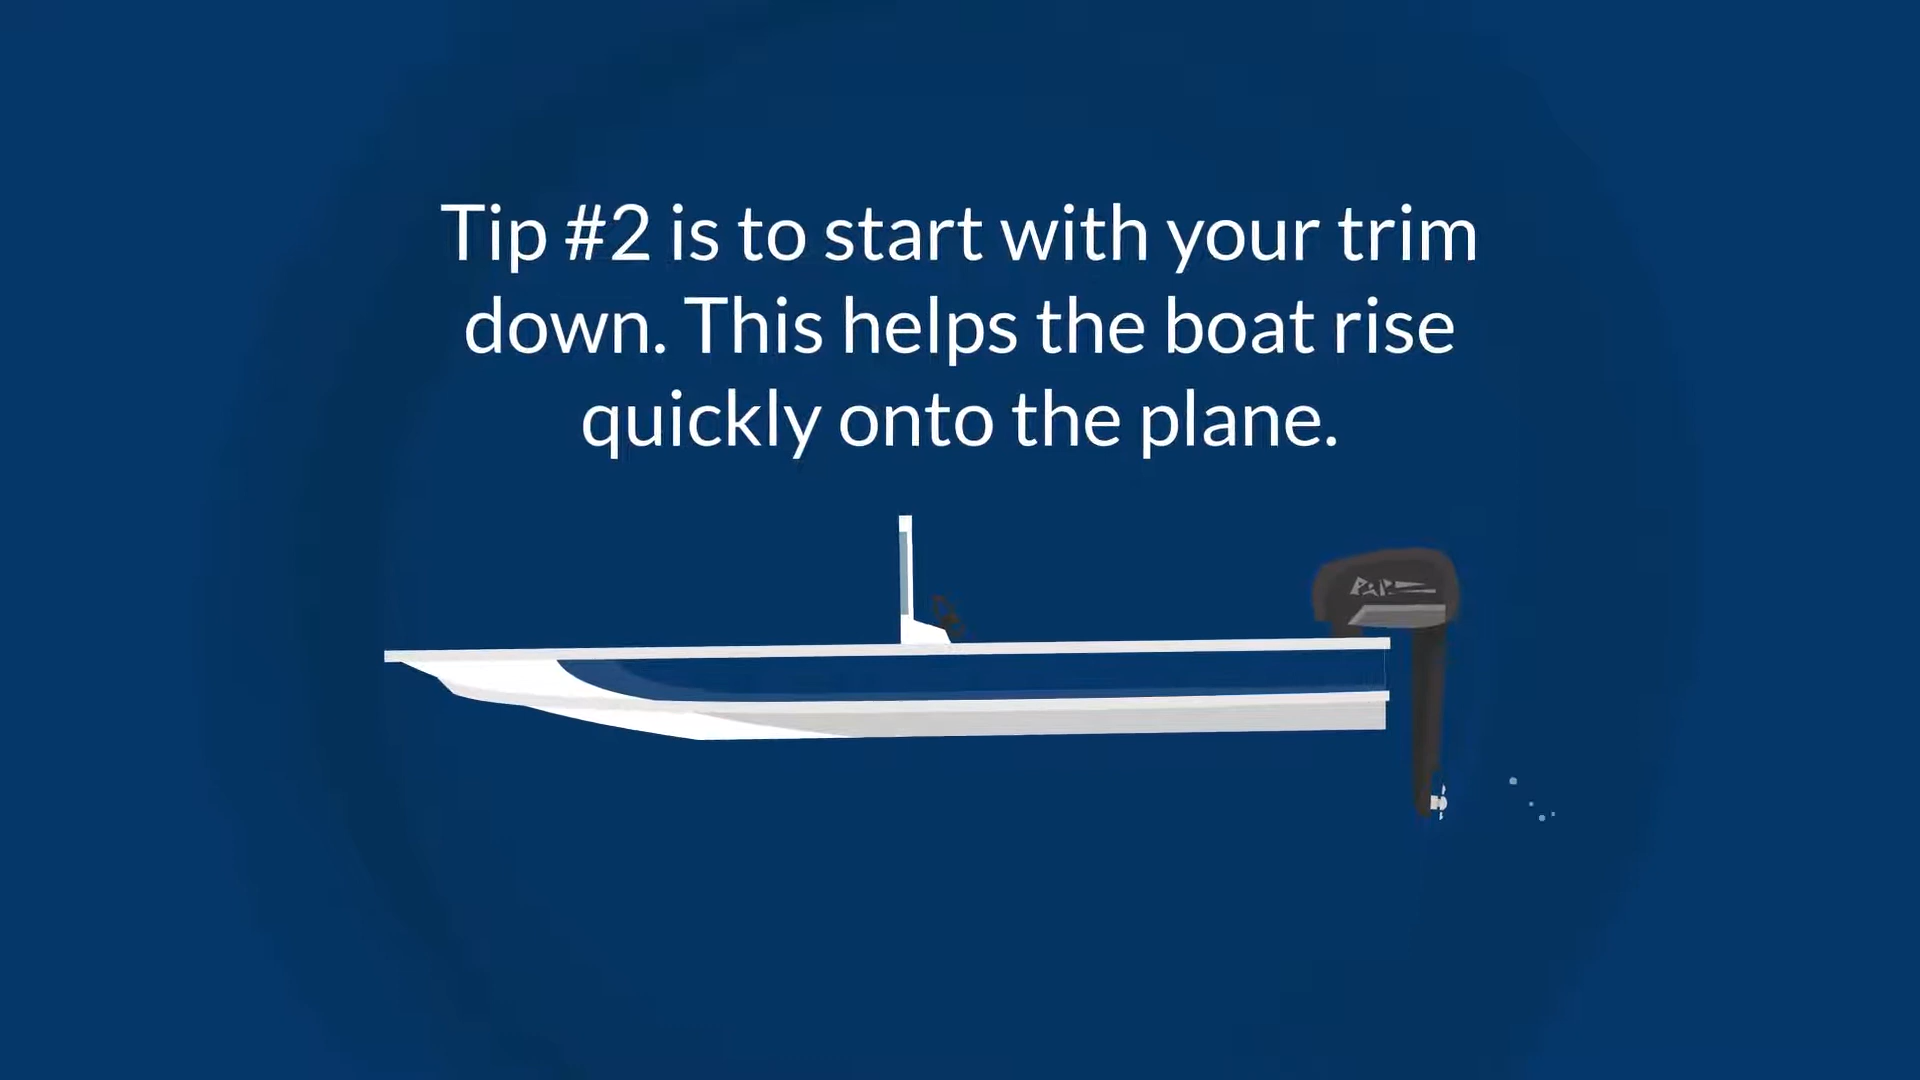 Tip #2 is to start with your trim
down. This helps the boat rise
quickly onto the plane.